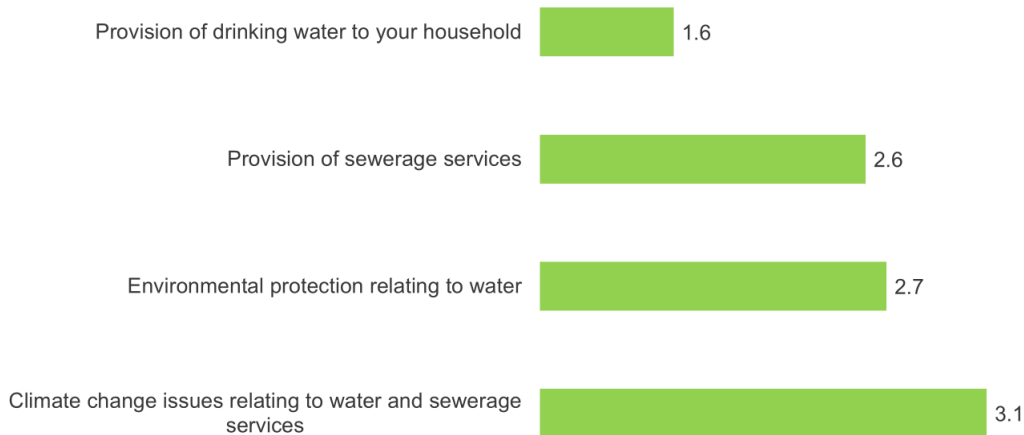 Provision of drinking water to your household
1.6
Provision of sewerage services
2.6
Environmental protection relating to water
2.7
Climate change issues relating to water and sewerage
services
3.1